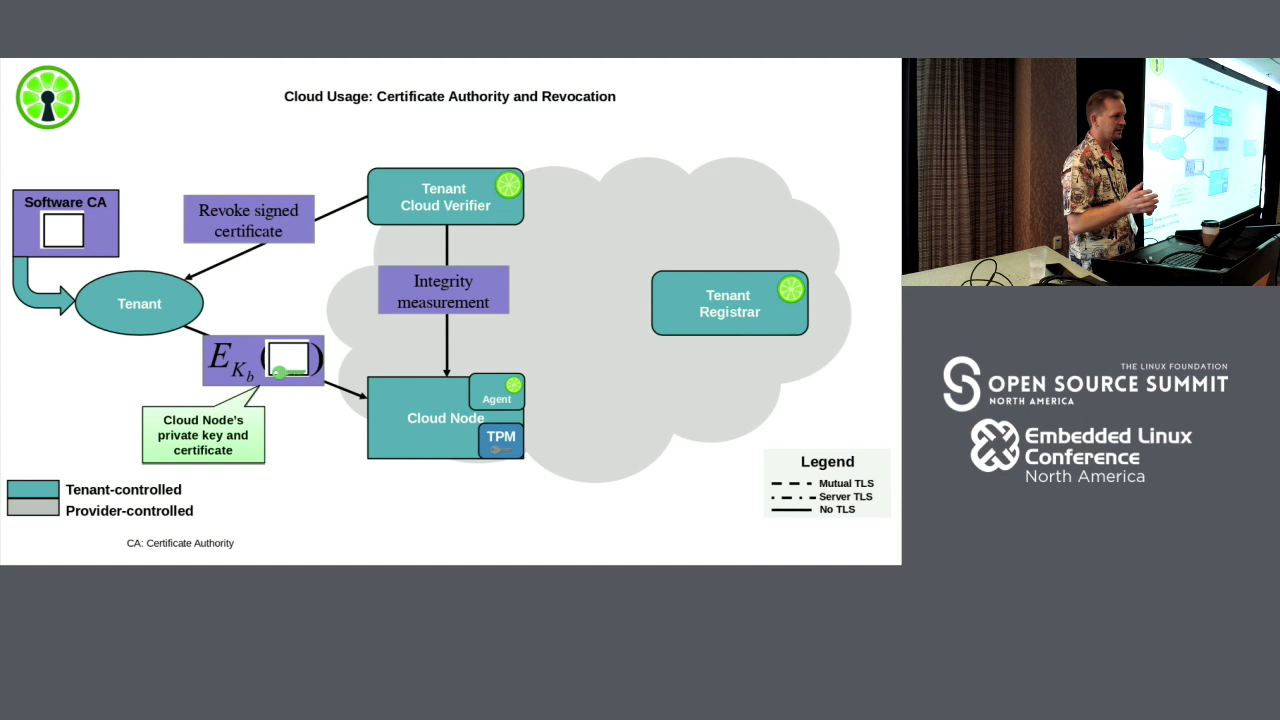 Cloud Usage: Certificate Authority and Revocation
Software CA
Revoke signed
certificate
Tenant
Cloud Verifier
Integrity
measurement
Tenant
Registrar
Tenant
E_{K_b}( )
Cloud Node's
private key and
certificate
Agent
Cloud Node
TPM
Legend
Mutual TLS
Server TLS
No TLS
Tenant-controlled
Provider-controlled
CA: Certificate Authority
THE LINUX FOUNDATION
OPEN SOURCE SUMMIT
NORTH AMERICA
Embedded Linux
Conference
North America